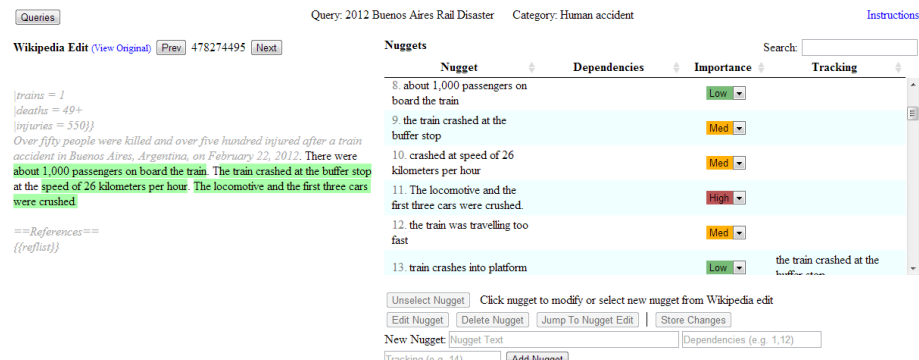 Queries
Query: 2012 Buenos Aires Rail Disaster Category: Human accident
Instructions
Wikipedia Edit (View Original) Prev 478274495 Next
|trains = 1
|deaths = 49+
|injuries = 550}}
Over fifty people were killed and over five hundred injured after a train
accident in Buenos Aires, Argentina, on February 22, 2012. There were
about 1,000 passengers on board the train. The train crashed at the buffer stop
at the speed of 26 kilometers per hour. The locomotive and the first three cars
were crushed.
==References==
{{reflist}}
Nuggets
Search:
Nugget Dependencies Importance Tracking
8. about 1,000 passengers on
board the train
Low
9. the train crashed at the
buffer stop
Med
10. crashed at speed of 26
kilometers per hour
Med
11. The locomotive and the
first three cars were crushed.
High
12. the train was travelling too
fast
Med
13. train crashes into platform
Low
the train crashed at the
buffer stop
Unselect Nugget Click nugget to modify or select new nugget from Wikipedia edit
Edit Nugget Delete Nugget Jump To Nugget Edit | Store Changes
New Nugget: Nugget Text Dependencies (e.g. 1,12)
Tracking (e.g. 14) Add Nugget